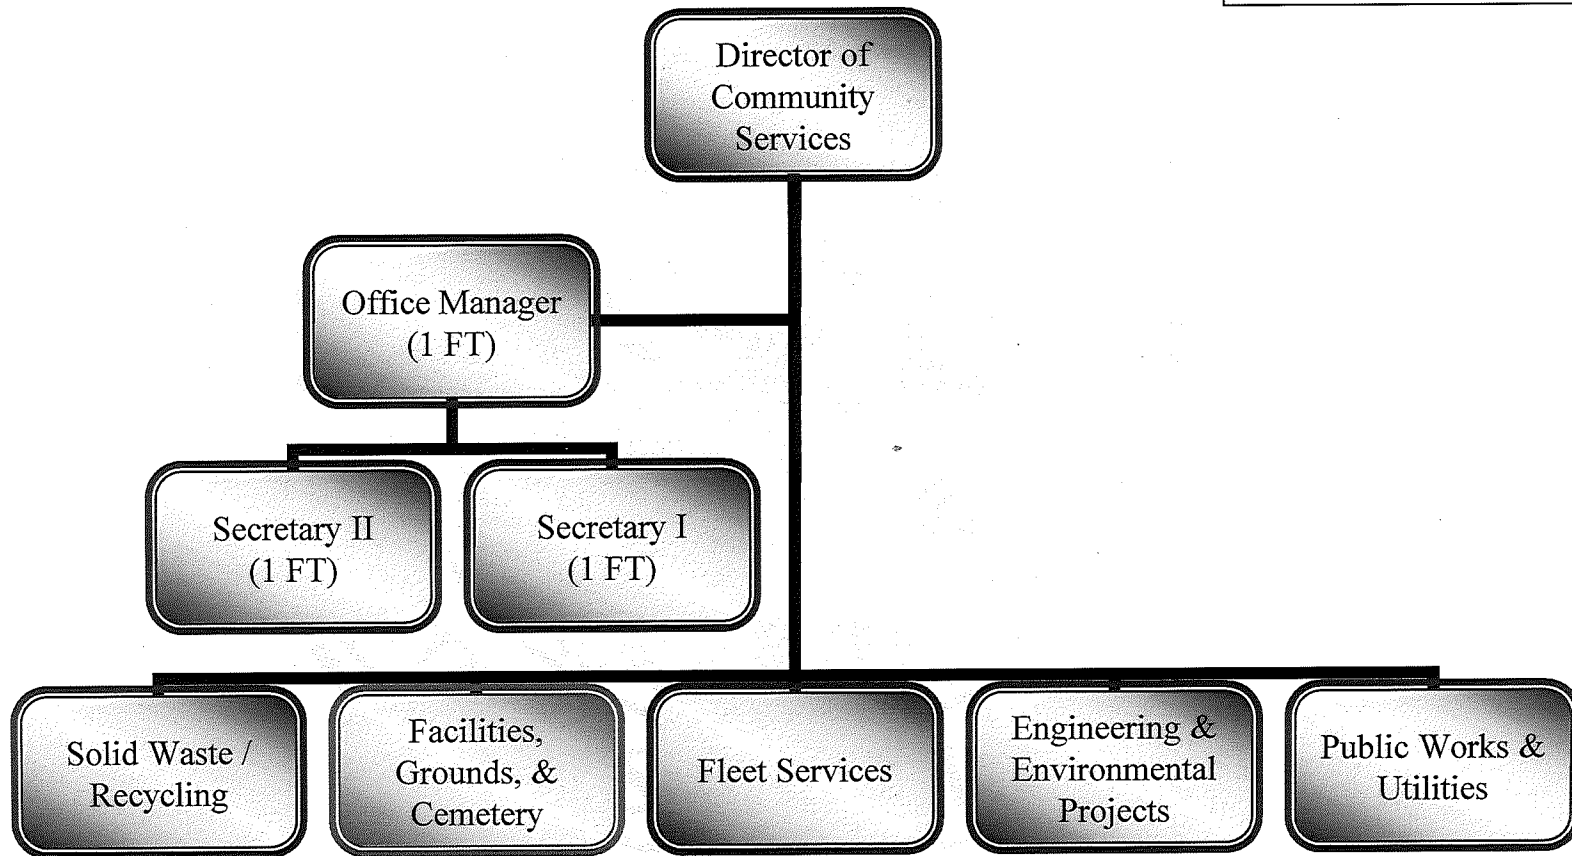 Director of
Community
Services
Office Manager
(1 FT)
Secretary II
(1 FT)
Secretary I
(1 FT)
Solid Waste /
Recycling
Facilities,
Grounds, &
Cemetery
Fleet Services
Engineering &
Environmental
Projects
Public Works &
Utilities